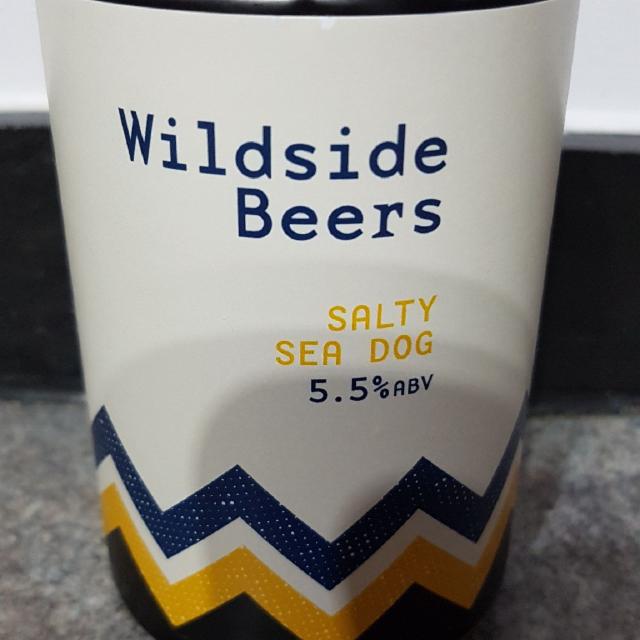 Wildside
Beers
SALTY
SEA DOG
5.5%ABV